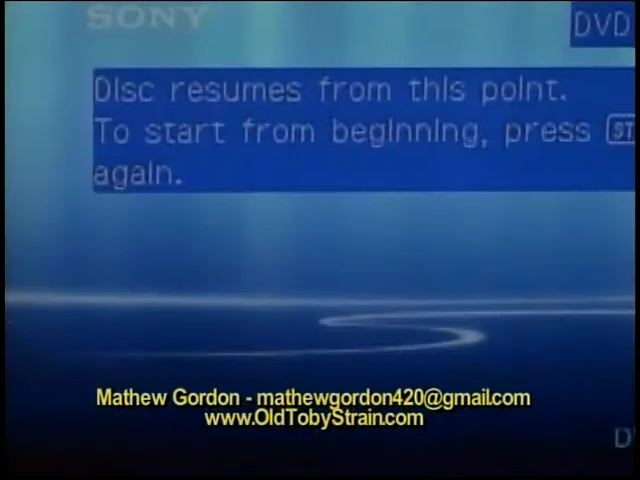 SONY
DVD
Disc resumes from this point.
To start from beginning, press ST
again.
Mathew Gordon - mathewgordon420@gmail.com
www.OldTobyStrain.com
D